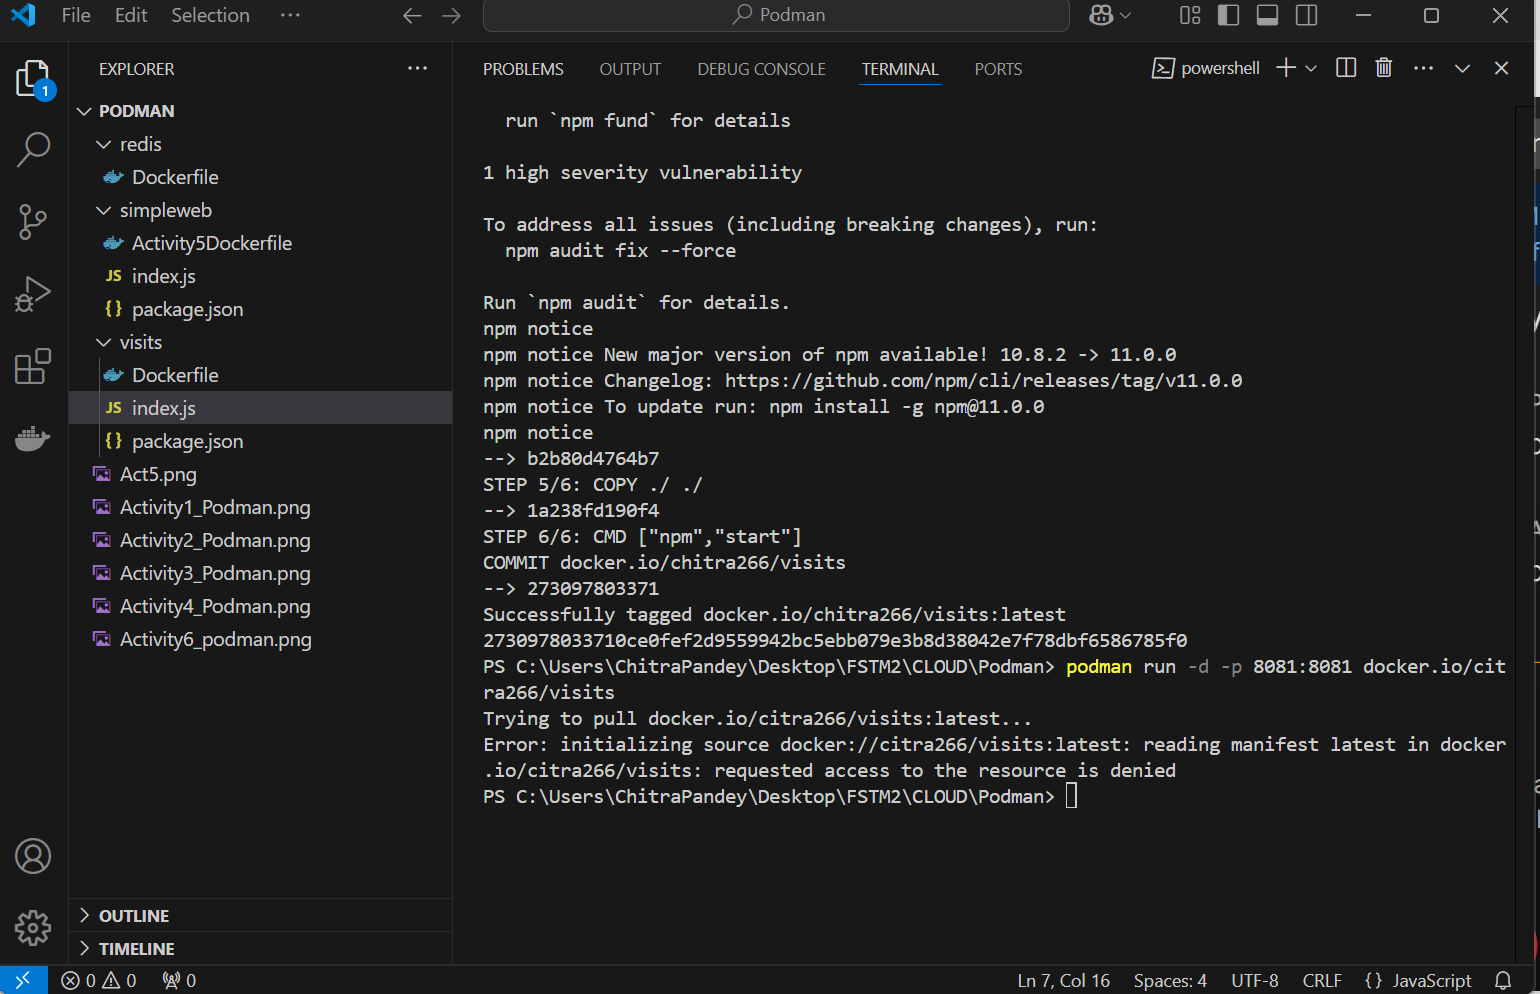 File Edit Selection ···
Podman
EXPLORER ···
1
PODMAN
redis
Dockerfile
simpleweb
Activity5Dockerfile
JS index.js
{} package.json
visits
Dockerfile
JS index.js
{} package.json
Act5.png
Activity1_Podman.png
Activity2_Podman.png
Activity3_Podman.png
Activity4_Podman.png
Activity6_podman.png
OUTLINE
TIMELINE
PROBLEMS OUTPUT DEBUG CONSOLE TERMINAL PORTS powershell ···
run `npm fund` for details
1 high severity vulnerability
To address all issues (including breaking changes), run:
npm audit fix --force
Run `npm audit` for details.
npm notice
npm notice New major version of npm available! 10.8.2 -> 11.0.0
npm notice Changelog: https://github.com/npm/cli/releases/tag/v11.0.0
npm notice To update run: npm install -g npm@11.0.0
npm notice
--> b2b80d4764b7
STEP 5/6: COPY ./ ./
--> 1a238fd190f4
STEP 6/6: CMD ["npm","start"]
COMMIT docker.io/chitra266/visits
--> 273097803371
Successfully tagged docker.io/chitra266/visits:latest
2730978033710ce0fef2d9559942bc5ebb079e3b8d38042e7f78dbf6586785f0
PS C:\Users\ChitraPandey\Desktop\FSTM2\CLOUD\Podman> podman run -d -p 8081:8081 docker.io/cit
ra266/visits
Trying to pull docker.io/citra266/visits:latest...
Error: initializing source docker://citra266/visits:latest: reading manifest latest in docker
.io/citra266/visits: requested access to the resource is denied
PS C:\Users\ChitraPandey\Desktop\FSTM2\CLOUD\Podman>
0 0 0 Ln 7, Col 16 Spaces: 4 UTF-8 CRLF {} JavaScript